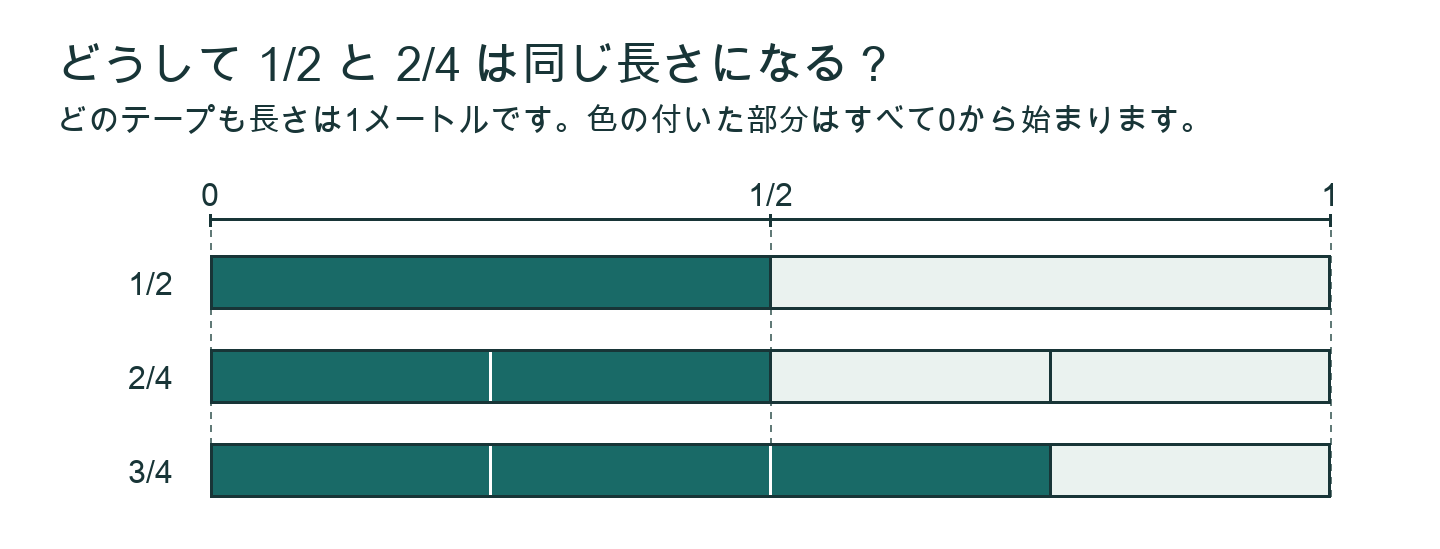 どうして 1/2 と 2/4 は同じ長さになる？
どのテープも長さは1メートルです。色の付いた部分はすべて0から始まります。
0 1/2 1
1/2
2/4
3/4